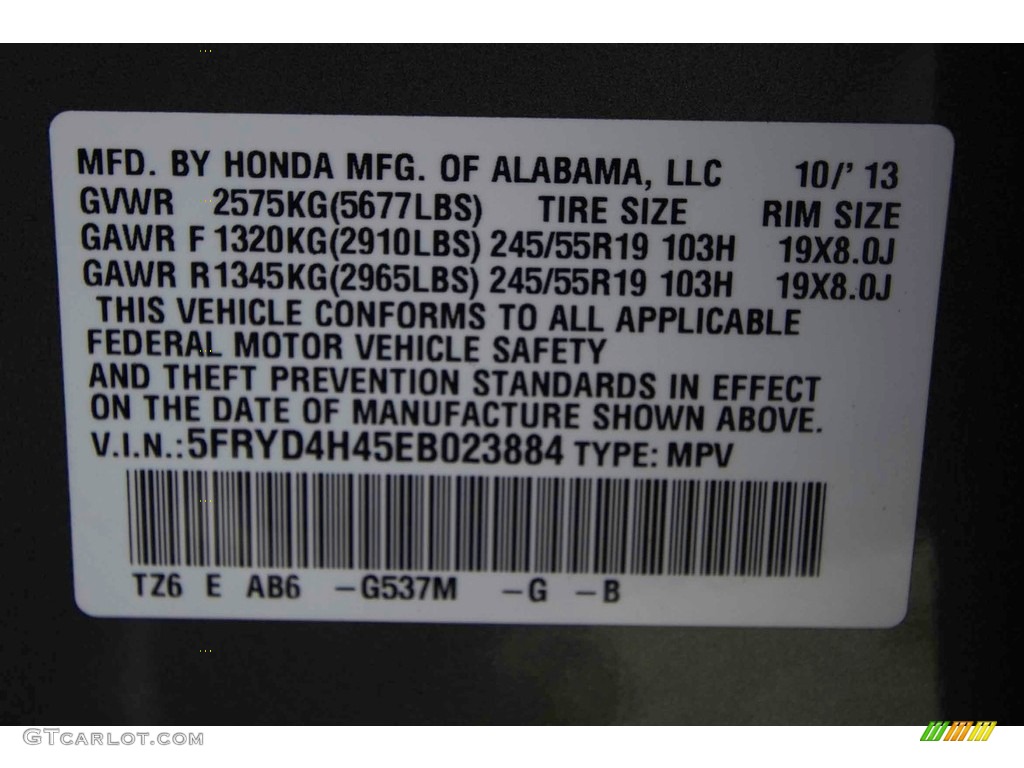 MFD. BY HONDA MFG. OF ALABAMA, LLC 10/' 13
GVWR 2575KG(5677LBS) TIRE SIZE RIM SIZE
GAWR F 1320KG(2910LBS) 245/55R19 103H 19X8.0J
GAWR R1345KG(2965LBS) 245/55R19 103H 19X8.0J
THIS VEHICLE CONFORMS TO ALL APPLICABLE
FEDERAL MOTOR VEHICLE SAFETY
AND THEFT PREVENTION STANDARDS IN EFFECT
ON THE DATE OF MANUFACTURE SHOWN ABOVE.
V.I.N.:5FRYD4H45EB023884 TYPE: MPV
TZ6 E AB6 –G537M –G –B
GTCARLOT.COM